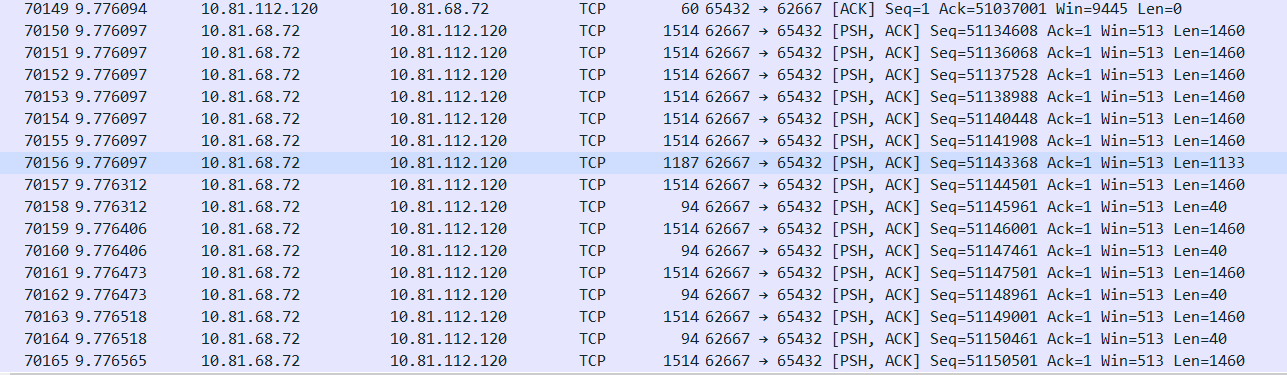 70149 9.776094 10.81.112.120 10.81.68.72 TCP 60 65432 → 62667 [ACK] Seq=1 Ack=51037001 Win=9445 Len=0
70150 9.776097 10.81.68.72 10.81.112.120 TCP 1514 62667 → 65432 [PSH, ACK] Seq=51134608 Ack=1 Win=513 Len=1460
70151 9.776097 10.81.68.72 10.81.112.120 TCP 1514 62667 → 65432 [PSH, ACK] Seq=51136068 Ack=1 Win=513 Len=1460
70152 9.776097 10.81.68.72 10.81.112.120 TCP 1514 62667 → 65432 [PSH, ACK] Seq=51137528 Ack=1 Win=513 Len=1460
70153 9.776097 10.81.68.72 10.81.112.120 TCP 1514 62667 → 65432 [PSH, ACK] Seq=51138988 Ack=1 Win=513 Len=1460
70154 9.776097 10.81.68.72 10.81.112.120 TCP 1514 62667 → 65432 [PSH, ACK] Seq=51140448 Ack=1 Win=513 Len=1460
70155 9.776097 10.81.68.72 10.81.112.120 TCP 1514 62667 → 65432 [PSH, ACK] Seq=51141908 Ack=1 Win=513 Len=1460
70156 9.776097 10.81.68.72 10.81.112.120 TCP 1187 62667 → 65432 [PSH, ACK] Seq=51143368 Ack=1 Win=513 Len=1133
70157 9.776312 10.81.68.72 10.81.112.120 TCP 1514 62667 → 65432 [PSH, ACK] Seq=51144501 Ack=1 Win=513 Len=1460
70158 9.776312 10.81.68.72 10.81.112.120 TCP 94 62667 → 65432 [PSH, ACK] Seq=51145961 Ack=1 Win=513 Len=40
70159 9.776406 10.81.68.72 10.81.112.120 TCP 1514 62667 → 65432 [PSH, ACK] Seq=51146001 Ack=1 Win=513 Len=1460
70160 9.776406 10.81.68.72 10.81.112.120 TCP 94 62667 → 65432 [PSH, ACK] Seq=51147461 Ack=1 Win=513 Len=40
70161 9.776473 10.81.68.72 10.81.112.120 TCP 1514 62667 → 65432 [PSH, ACK] Seq=51147501 Ack=1 Win=513 Len=1460
70162 9.776473 10.81.68.72 10.81.112.120 TCP 94 62667 → 65432 [PSH, ACK] Seq=51148961 Ack=1 Win=513 Len=40
70163 9.776518 10.81.68.72 10.81.112.120 TCP 1514 62667 → 65432 [PSH, ACK] Seq=51149001 Ack=1 Win=513 Len=1460
70164 9.776518 10.81.68.72 10.81.112.120 TCP 94 62667 → 65432 [PSH, ACK] Seq=51150461 Ack=1 Win=513 Len=40
70165 9.776565 10.81.68.72 10.81.112.120 TCP 1514 62667 → 65432 [PSH, ACK] Seq=51150501 Ack=1 Win=513 Len=1460